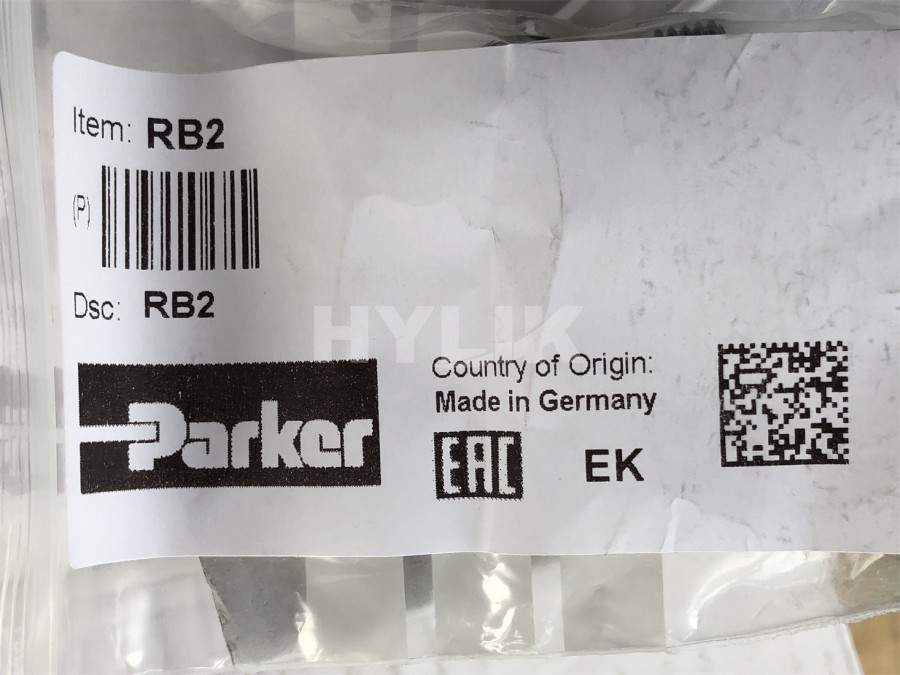 Item: RB2
(P)
Dsc: RB2
HYLIK
Parker
Country of Origin:
Made in Germany
EAC
EK